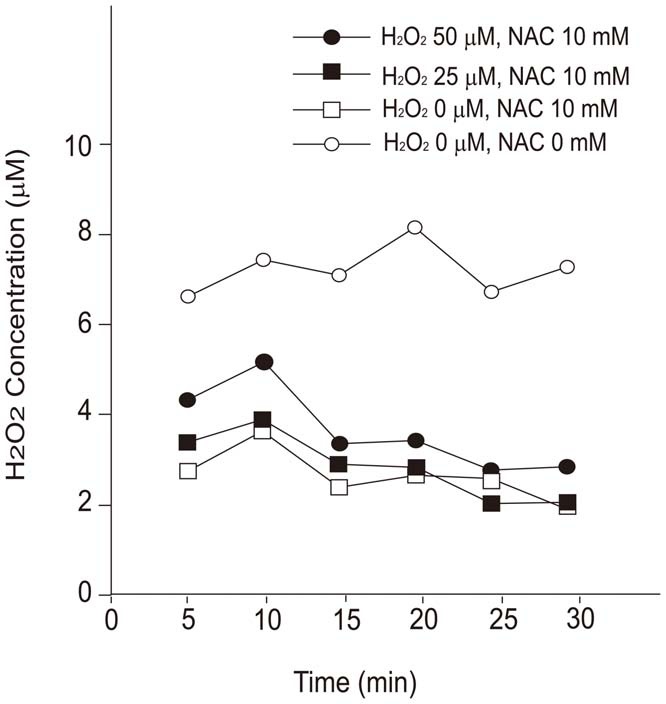 H2O2 50 μM, NAC 10 mM
H2O2 25 μM, NAC 10 mM
H2O2 0 μM, NAC 10 mM
H2O2 0 μM, NAC 0 mM
H2O2 Concentration (μM)
10
8
6
4
2
0
0 5 10 15 20 25 30
Time (min)